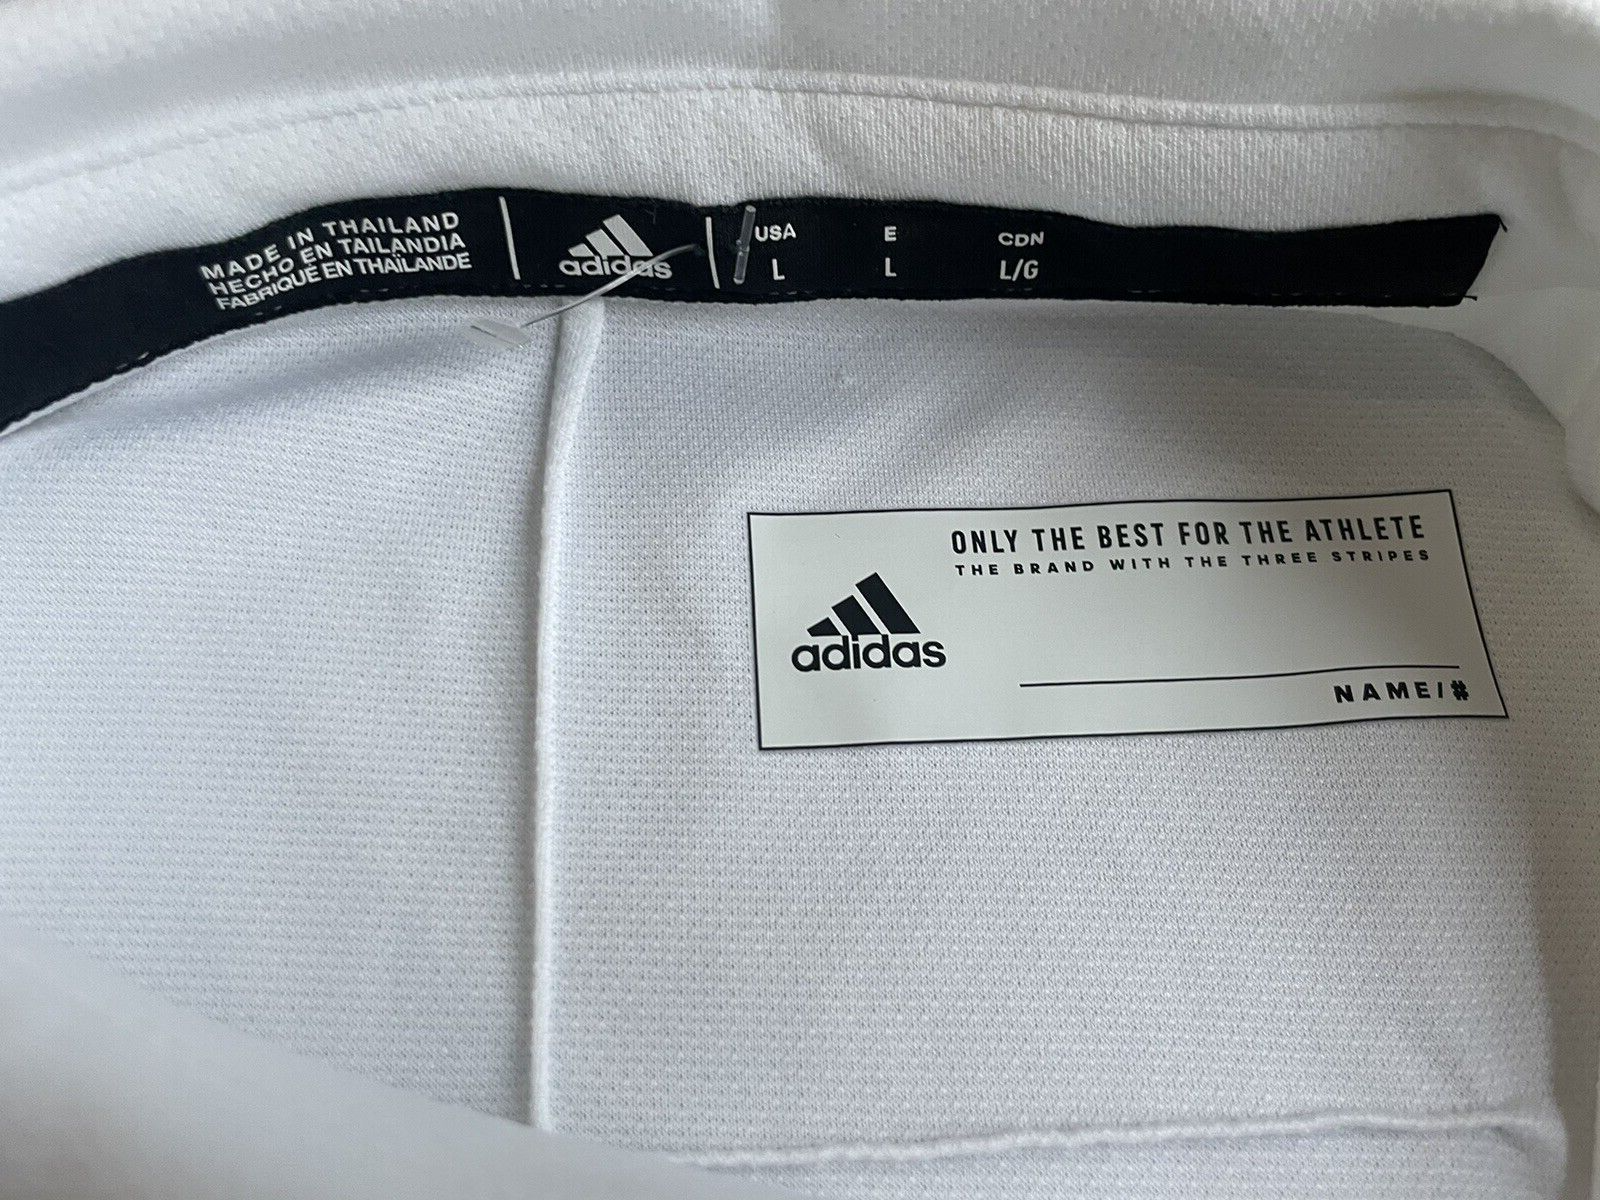 MADE IN THAILAND
HECHO EN TAILANDIA
FABRIQUÉ EN THAÏLANDE
adidas
USA E CDN
L L L/G
ONLY THE BEST FOR THE ATHLETE
THE BRAND WITH THE THREE STRIPES
adidas
NAME/#